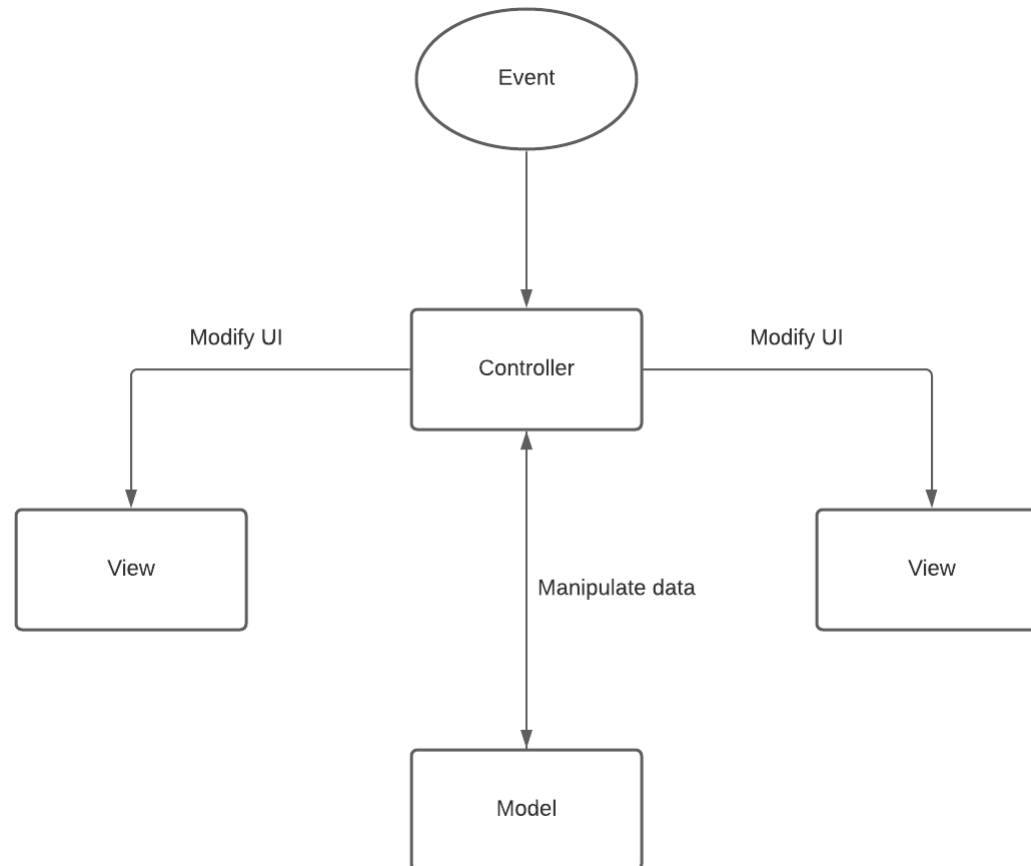 Event
Modify UI
Modify UI
Controller
View
View
Manipulate data
Model